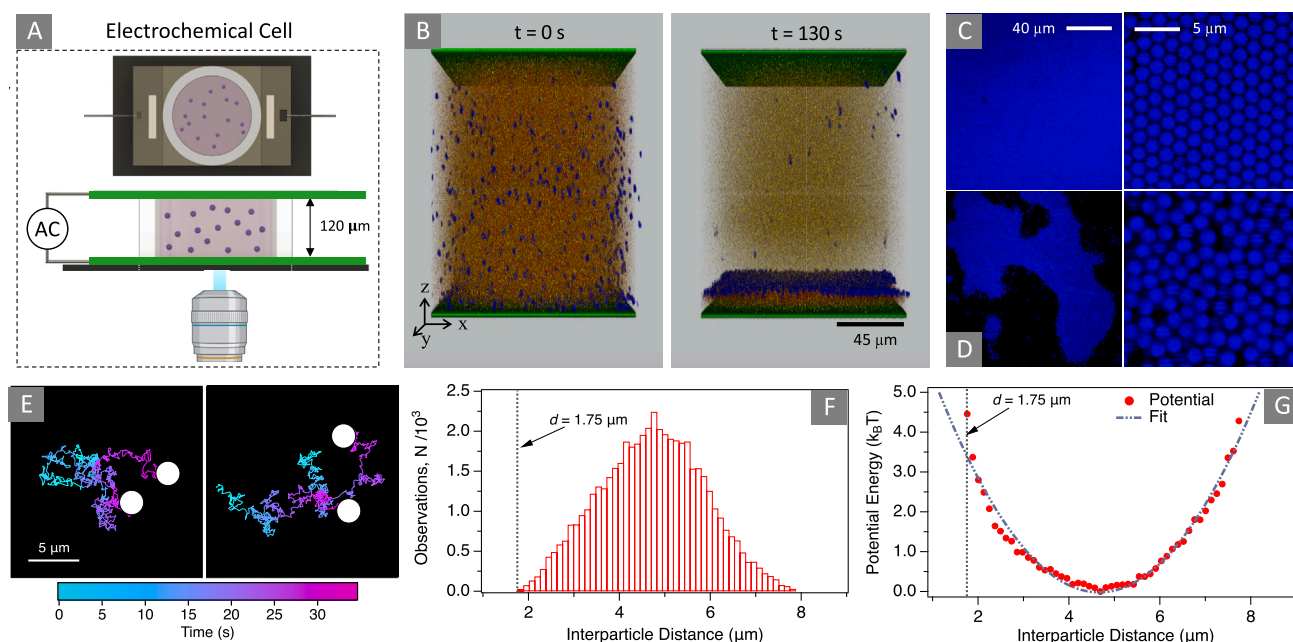 A
Electrochemical Cell
AC
120 μm
B
t = 0 s
t = 130 s
z
x
y
45 μm
C
40 μm
5 μm
D
E
5 μm
0 5 10 15 20 25 30
Time (s)
F
Observations, N /10³
2.5
2.0
1.5
1.0
0.5
0.0
d = 1.75 μm
2 4 6 8
Interparticle Distance (μm)
G
Potential Energy (kBT)
5.0
4.0
3.0
2.0
1.0
0.0
d = 1.75 μm
Potential
Fit
2 4 6 8
Interparticle Distance (μm)